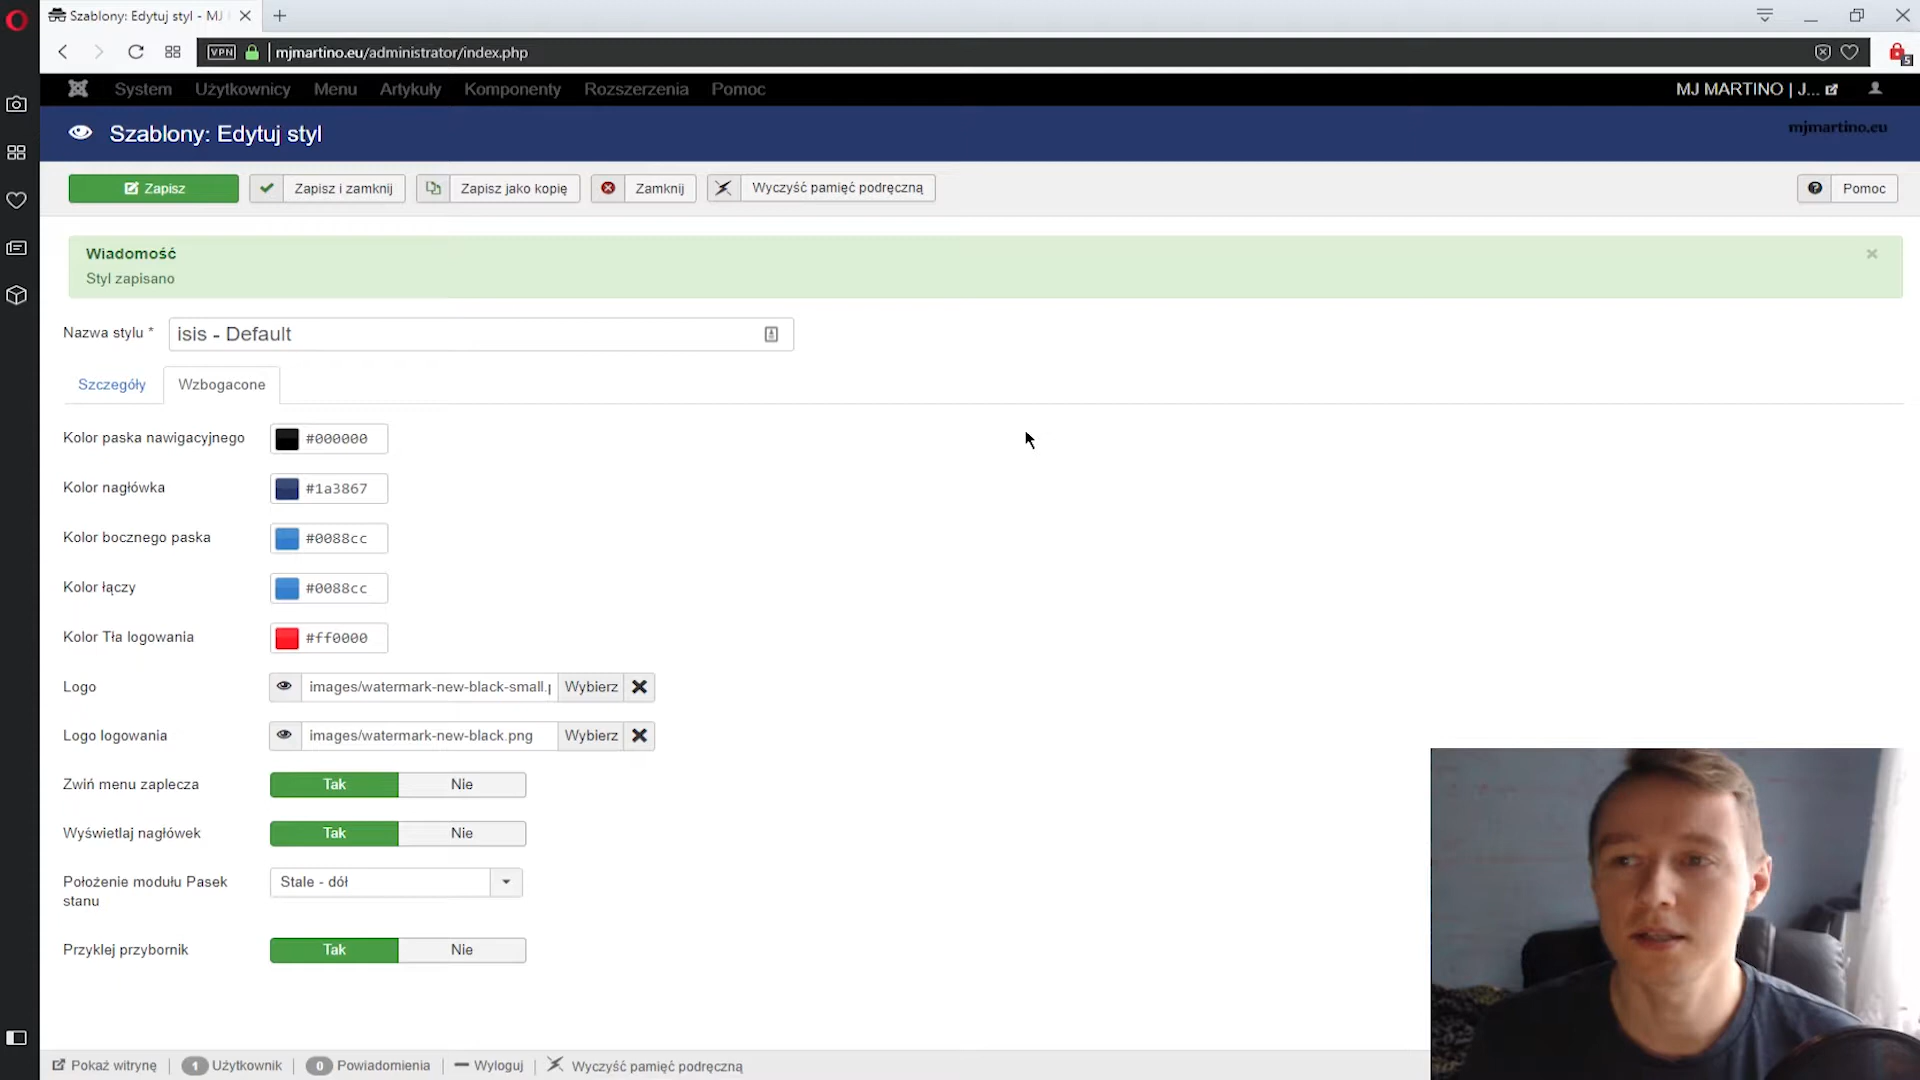 Szablony: Edytuj styl - MJ
VPN mjmartino.eu/administrator/index.php
5
System Użytkownicy Menu Artykuły Komponenty Rozszerzenia Pomoc MJ MARTINO | J...
Szablony: Edytuj styl mjmartino.eu
Zapisz Zapisz i zamknij Zapisz jako kopię Zamknij Wyczyść pamięć podręczną Pomoc
Wiadomość
Styl zapisano
Nazwa stylu * isis - Default
Szczegóły Wzbogacone
Kolor paska nawigacyjnego #000000
Kolor nagłówka #1a3867
Kolor bocznego paska #0088cc
Kolor łączy #0088cc
Kolor Tła logowania #ff0000
Logo images/watermark-new-black-small.p Wybierz
Logo logowania images/watermark-new-black.png Wybierz
Zwiń menu zaplecza Tak Nie
Wyświetlaj nagłówek Tak Nie
Położenie modułu Pasek
stanu Stale - dół
Przyklej przybornik Tak Nie
Pokaż witrynę 1 Użytkownik 0 Powiadomienia Wyloguj Wyczyść pamięć podręczną